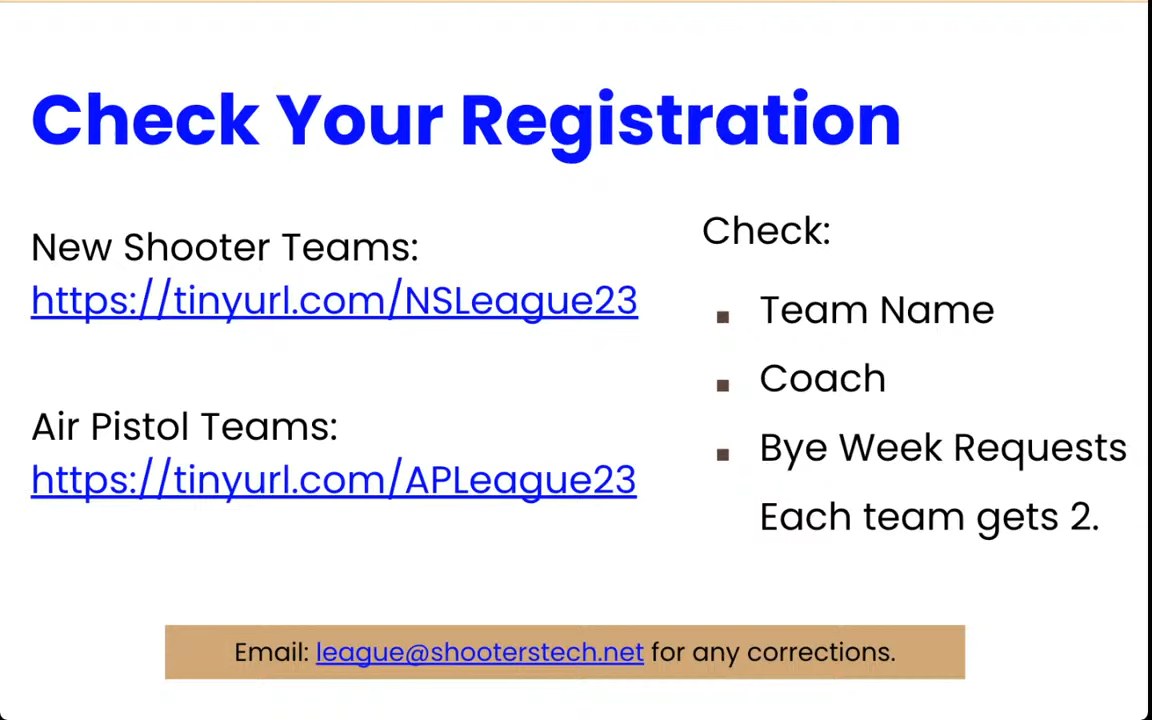 Check Your Registration
New Shooter Teams:
https://tinyurl.com/NSLeague23
Air Pistol Teams:
https://tinyurl.com/APLeague23
Check:
▪ Team Name
▪ Coach
▪ Bye Week Requests
Each team gets 2.
Email: league@shooterstech.net for any corrections.